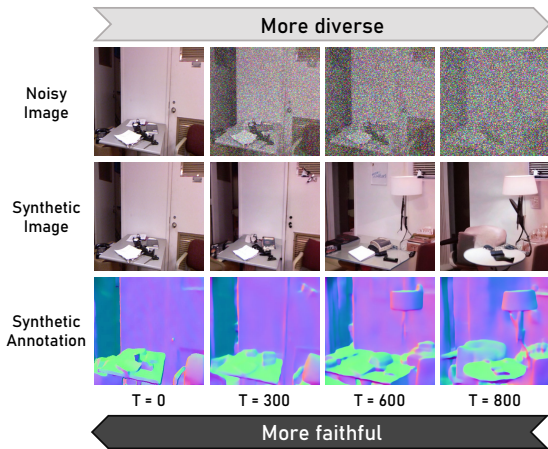 More diverse
Noisy
Image
Synthetic
Image
Synthetic
Annotation
T = 0
T = 300
T = 600
T = 800
More faithful